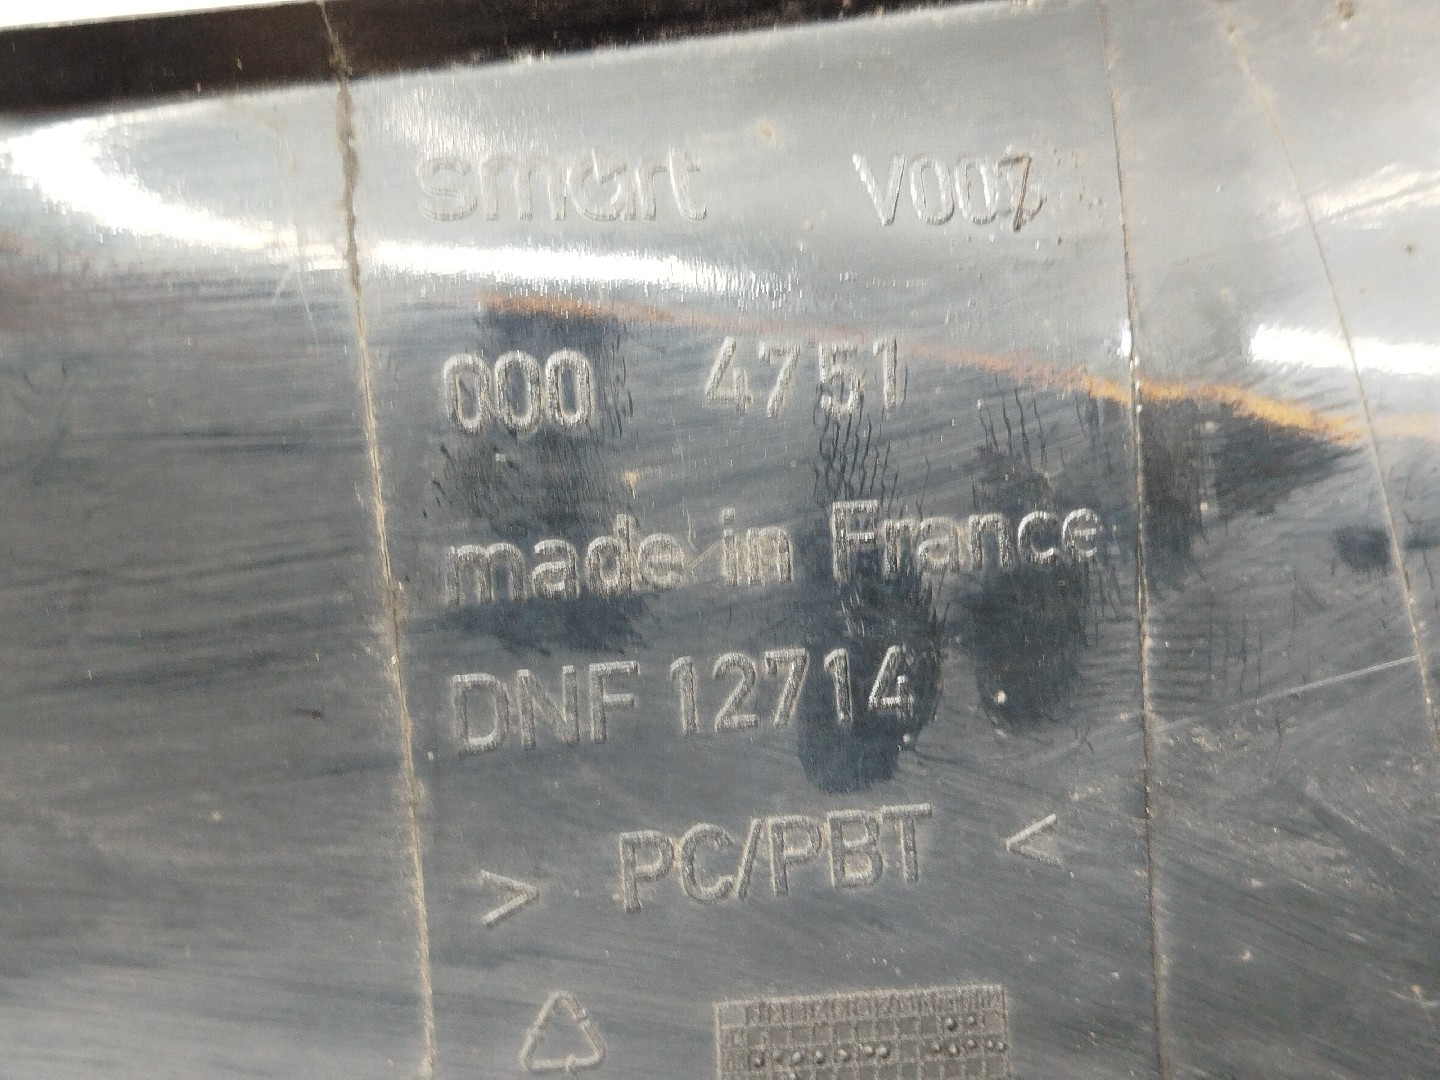 smart V007
000 4751
made in France
DNF 12714
> PC/PBT <